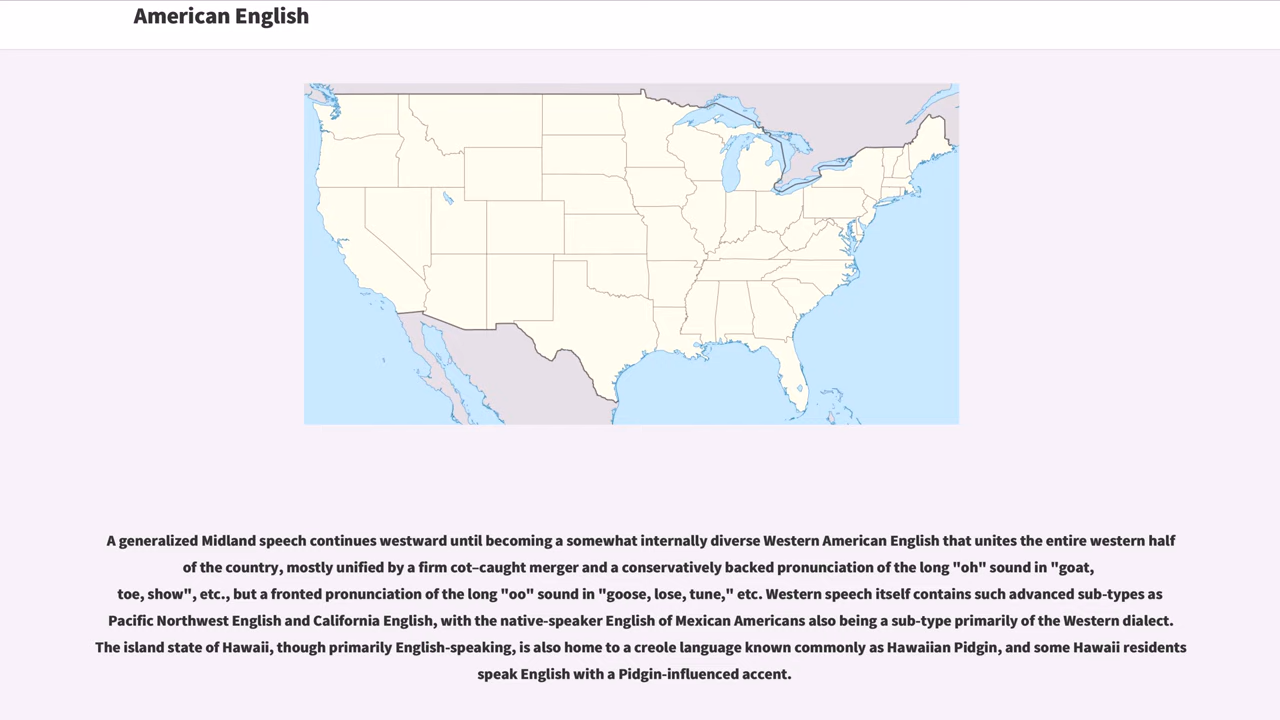 American English
A generalized Midland speech continues westward until becoming a somewhat internally diverse Western American English that unites the entire western half
of the country, mostly unified by a firm cot–caught merger and a conservatively backed pronunciation of the long "oh" sound in "goat,
toe, show", etc., but a fronted pronunciation of the long "oo" sound in "goose, lose, tune," etc. Western speech itself contains such advanced sub-types as
Pacific Northwest English and California English, with the native-speaker English of Mexican Americans also being a sub-type primarily of the Western dialect.
The island state of Hawaii, though primarily English-speaking, is also home to a creole language known commonly as Hawaiian Pidgin, and some Hawaii residents
speak English with a Pidgin-influenced accent.